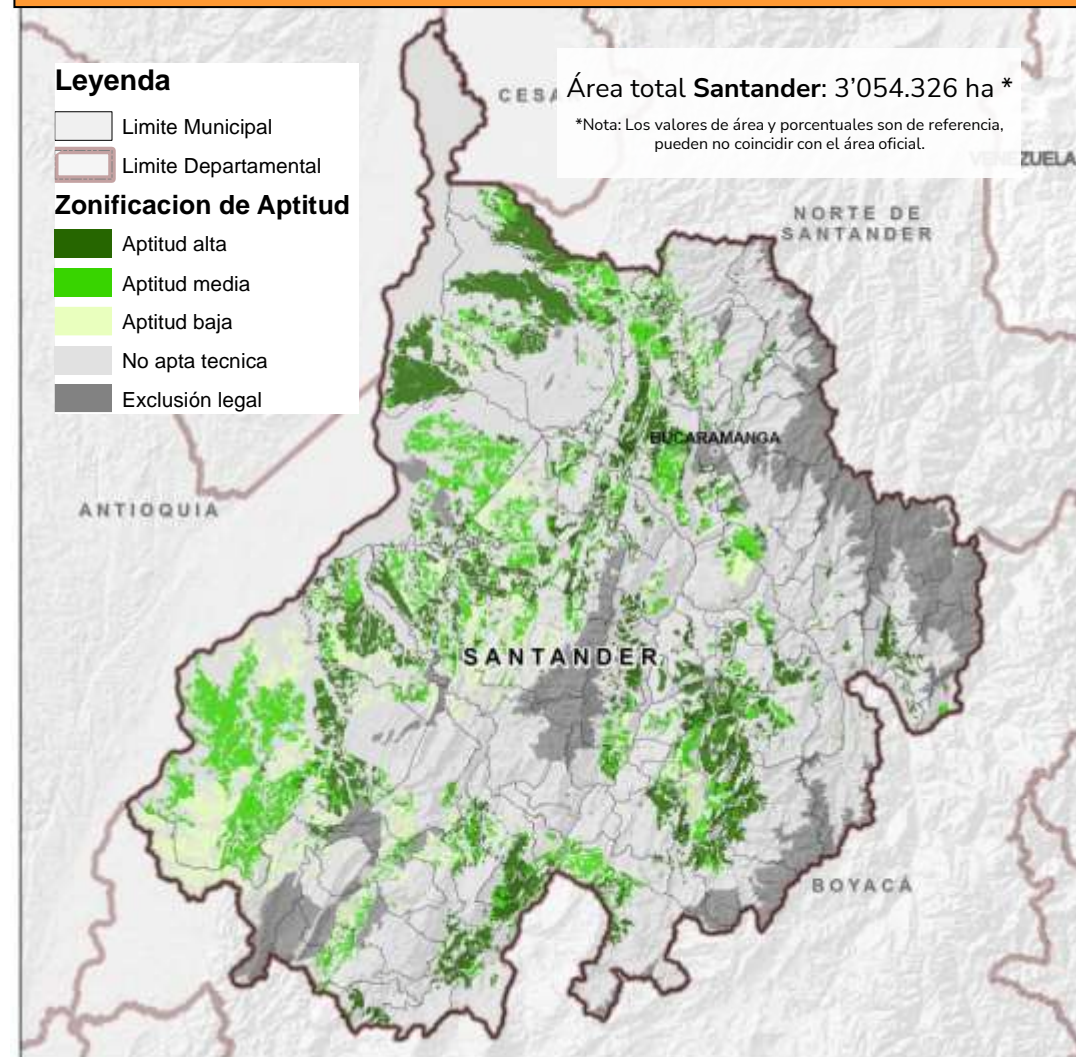 Leyenda
Limite Municipal
Limite Departamental
Zonificacion de Aptitud
Aptitud alta
Aptitud media
Aptitud baja
No apta tecnica
Exclusión legal
Área total Santander: 3’054.326 ha *
*Nota: Los valores de área y porcentuales son de referencia,
pueden no coincidir con el área oficial.
VENEZUELA
NORTE DE
SANTANDER
BUCARAMANGA
ANTIOQUIA
SANTANDER
BOYACÁ